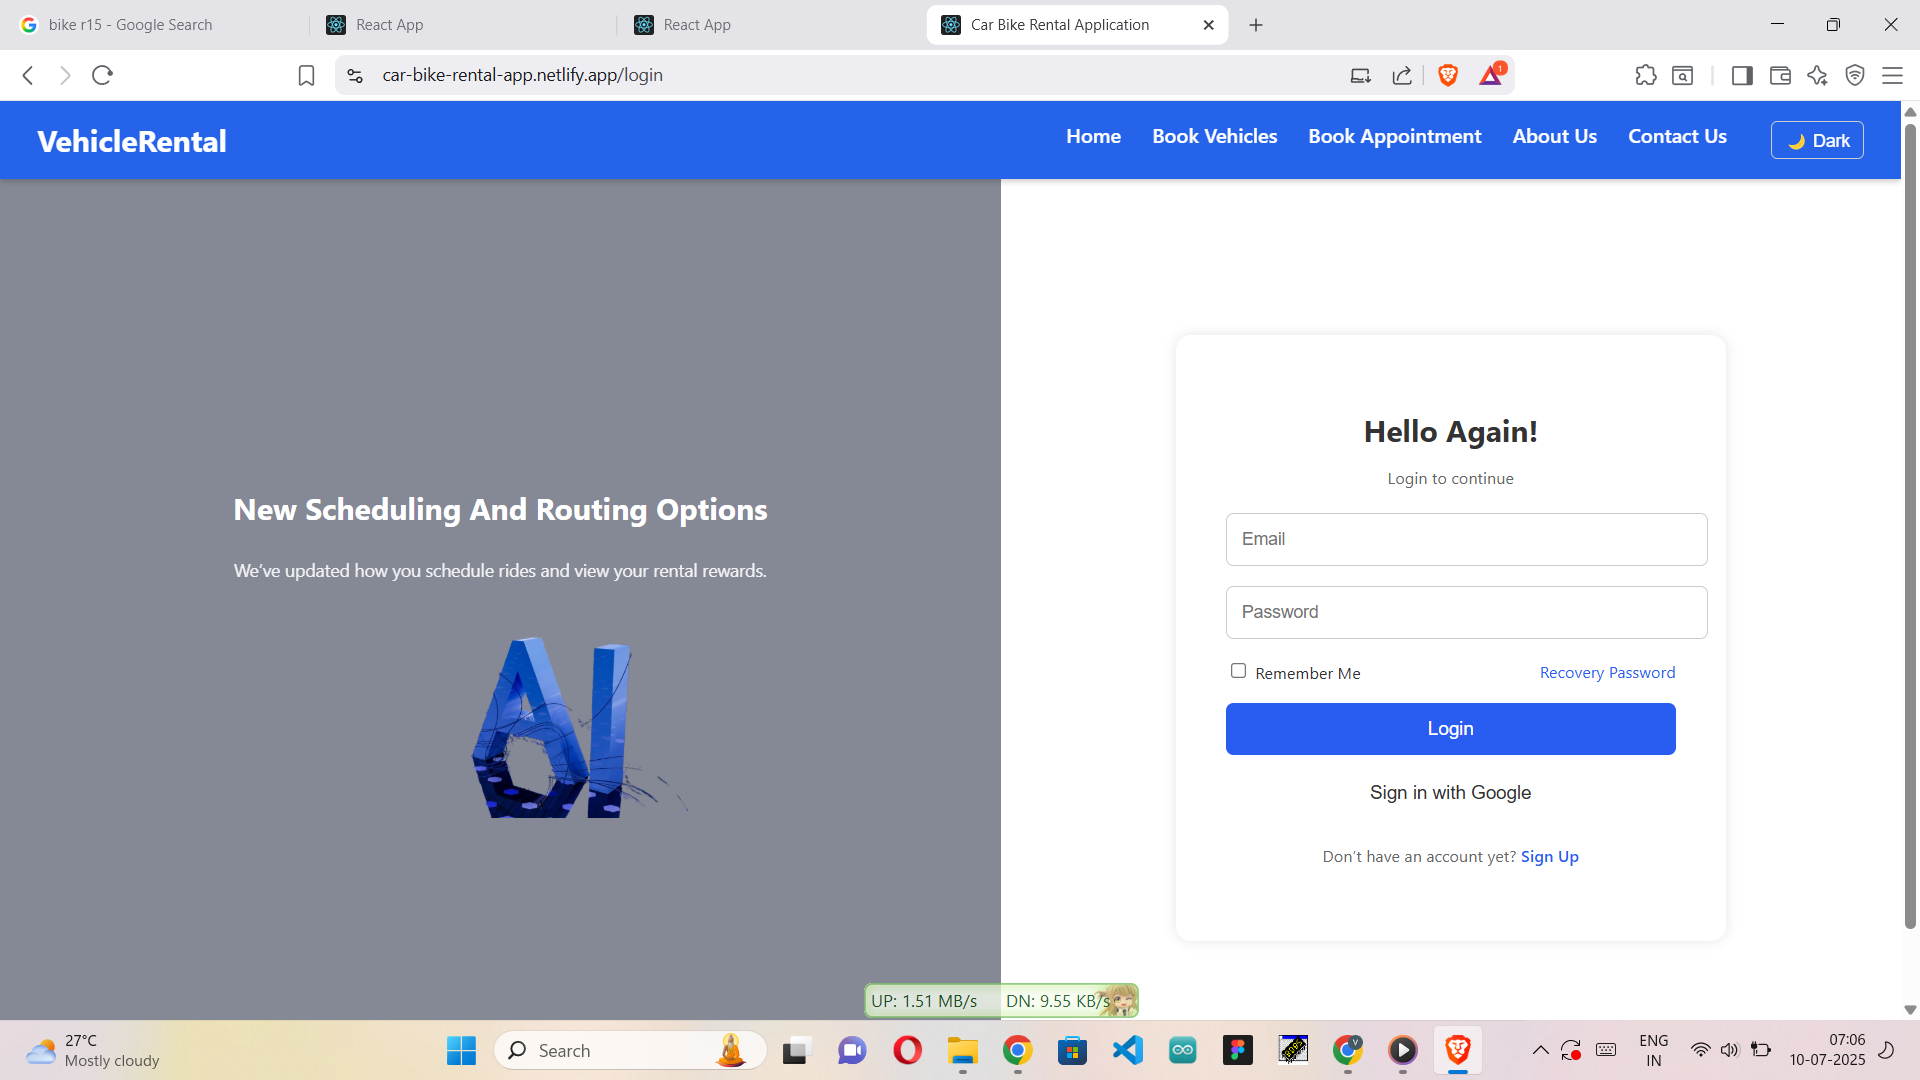 bike r15 - Google Search
React App
React App
Car Bike Rental Application
car-bike-rental-app.netlify.app/login
1
VehicleRental
Home
Book Vehicles
Book Appointment
About Us
Contact Us
🌙 Dark
New Scheduling And Routing Options
We’ve updated how you schedule rides and view your rental rewards.
AI
Hello Again!
Login to continue
Email
Password
Remember Me
Recovery Password
Login
Sign in with Google
Don’t have an account yet? Sign Up
UP: 1.51 MB/s DN: 9.55 KB/s
27°C
Mostly cloudy
Search
V
ENG
IN
07:06
10-07-2025